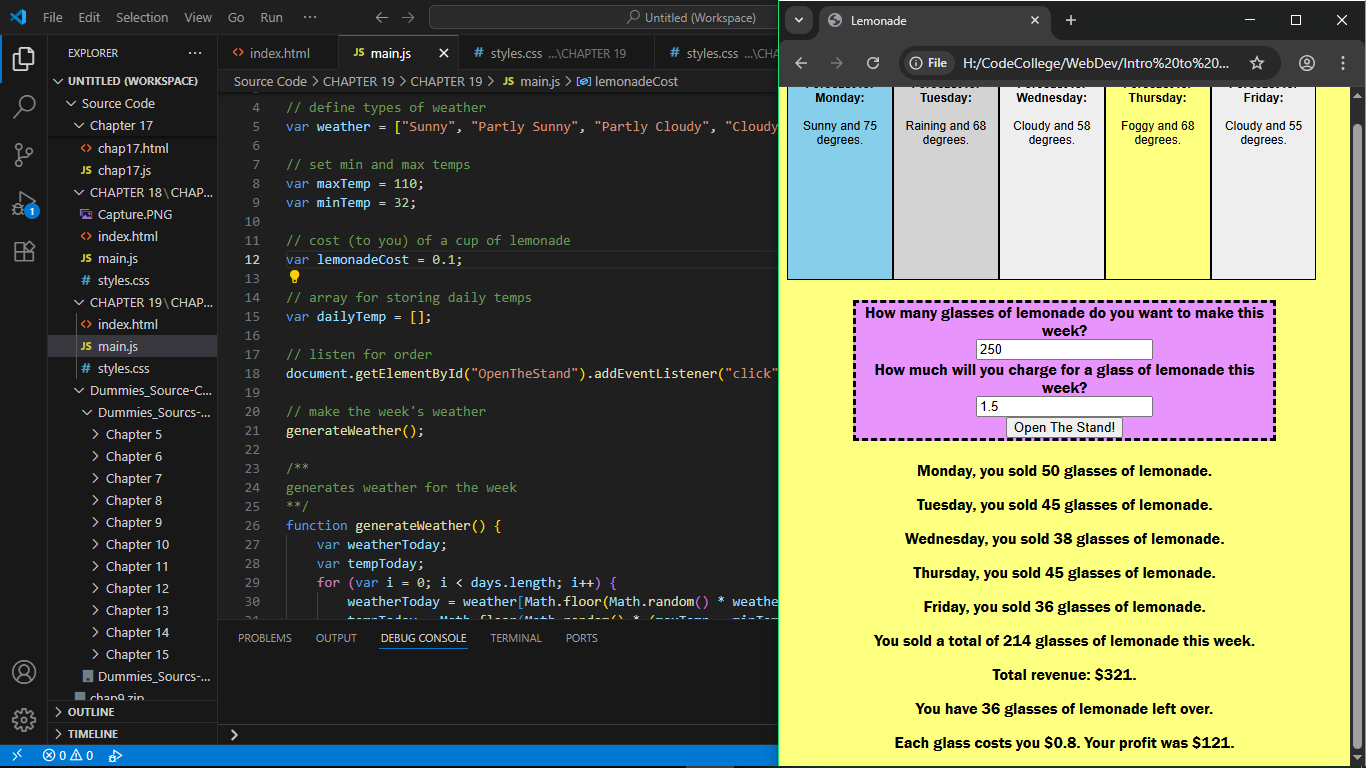 File Edit Selection View Go Run ··· Untitled (Workspace)
EXPLORER ···
UNTITLED (WORKSPACE)
Source Code
Chapter 17
chap17.html
JS chap17.js
CHAPTER 18 \ CHAP...
Capture.PNG
index.html
JS main.js
# styles.css
CHAPTER 19 \ CHAP...
index.html
JS main.js
# styles.css
Dummies_Source-C...
Dummies_Sourcs-...
Chapter 5
Chapter 6
Chapter 7
Chapter 8
Chapter 9
Chapter 10
Chapter 11
Chapter 12
Chapter 13
Chapter 14
Chapter 15
Dummies_Sourcs-...
chap9.zip
OUTLINE
TIMELINE
0 0
1
index.html JS main.js # styles.css ...\CHAPTER 19 # styles.css ...\CHA
Source Code > CHAPTER 19 > CHAPTER 19 > JS main.js > lemonadeCost
4 // define types of weather
5 var weather = ["Sunny", "Partly Sunny", "Partly Cloudy", "Cloudy
6
7 // set min and max temps
8 var maxTemp = 110;
9 var minTemp = 32;
10
11 // cost (to you) of a cup of lemonade
12 var lemonadeCost = 0.1;
13
14 // array for storing daily temps
15 var dailyTemp = [];
16
17 // listen for order
18 document.getElementById("OpenTheStand").addEventListener("click"
19
20 // make the week's weather
21 generateWeather();
22
23 /**
24 generates weather for the week
25 **/
26 function generateWeather() {
27 var weatherToday;
28 var tempToday;
29 for (var i = 0; i < days.length; i++) {
30 weatherToday = weather[Math.floor(Math.random() * weathe
31 tempToday = Math.floor(Math.random() * (maxTemp - minTem
PROBLEMS OUTPUT DEBUG CONSOLE TERMINAL PORTS
Lemonade
File H:/CodeCollege/WebDev/Intro%20to%20...
Monday:
Sunny and 75
degrees.
Tuesday:
Raining and 68
degrees.
Wednesday:
Cloudy and 58
degrees.
Thursday:
Foggy and 68
degrees.
Friday:
Cloudy and 55
degrees.
How many glasses of lemonade do you want to make this
week?
250
How much will you charge for a glass of lemonade this
week?
1.5
Open The Stand!
Monday, you sold 50 glasses of lemonade.
Tuesday, you sold 45 glasses of lemonade.
Wednesday, you sold 38 glasses of lemonade.
Thursday, you sold 45 glasses of lemonade.
Friday, you sold 36 glasses of lemonade.
You sold a total of 214 glasses of lemonade this week.
Total revenue: $321.
You have 36 glasses of lemonade left over.
Each glass costs you $0.8. Your profit was $121.